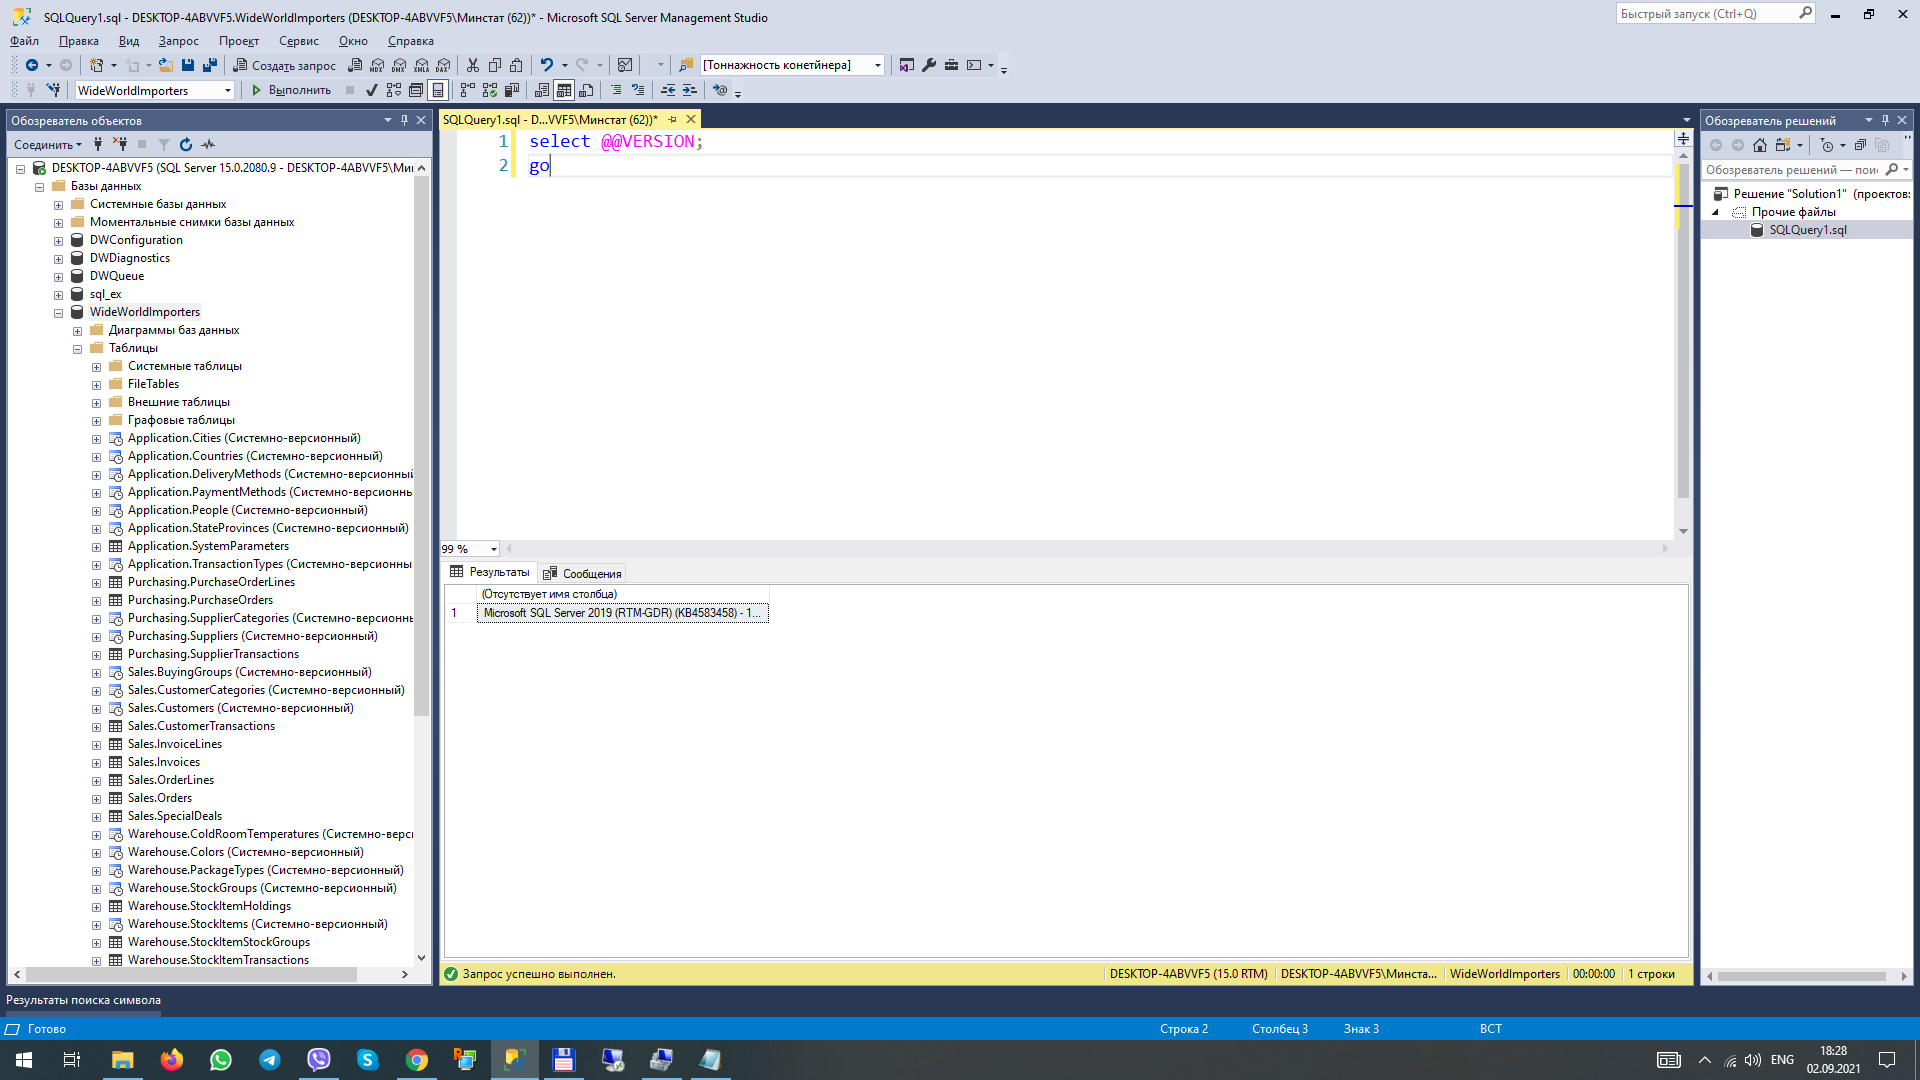 SQLQuery1.sql - DESKTOP-4ABVVF5.WideWorldImporters (DESKTOP-4ABVVF5\Минстат (62))* - Microsoft SQL Server Management Studio
Быстрый запуск (Ctrl+Q)
Файл Правка Вид Запрос Проект Сервис Окно Справка
Создать запрос
MDX DMX XMLA DAX
[Тоннажность конетйнера]
WideWorldImporters
Выполнить
Обозреватель объектов
Соединить
DESKTOP-4ABVVF5 (SQL Server 15.0.2080.9 - DESKTOP-4ABVVF5\Ми
Базы данных
Системные базы данных
Моментальные снимки базы данных
DWConfiguration
DWDiagnostics
DWQueue
sql_ex
WideWorldImporters
Диаграммы баз данных
Таблицы
Системные таблицы
FileTables
Внешние таблицы
Графовые таблицы
Application.Cities (Системно-версионный)
Application.Countries (Системно-версионный)
Application.DeliveryMethods (Системно-версионный
Application.PaymentMethods (Системно-версионнь
Application.People (Системно-версионный)
Application.StateProvinces (Системно-версионный)
Application.SystemParameters
Application.TransactionTypes (Системно-версионны
Purchasing.PurchaseOrderLines
Purchasing.PurchaseOrders
Purchasing.SupplierCategories (Системно-версионнь
Purchasing.Suppliers (Системно-версионный)
Purchasing.SupplierTransactions
Sales.BuyingGroups (Системно-версионный)
Sales.CustomerCategories (Системно-версионный)
Sales.Customers (Системно-версионный)
Sales.CustomerTransactions
Sales.InvoiceLines
Sales.Invoices
Sales.OrderLines
Sales.Orders
Sales.SpecialDeals
Warehouse.ColdRoomTemperatures (Системно-верс
Warehouse.Colors (Системно-версионный)
Warehouse.PackageTypes (Системно-версионный)
Warehouse.StockGroups (Системно-версионный)
Warehouse.StockItemHoldings
Warehouse.StockItems (Системно-версионный)
Warehouse.StockItemStockGroups
Warehouse.StockItemTransactions
SQLQuery1.sql - D...VVF5\Минстат (62))*
1 select @@VERSION;
2 go
99 %
Результаты Сообщения
(Отсутствует имя столбца)
1 Microsoft SQL Server 2019 (RTM-GDR) (KB4583458) - 1...
Запрос успешно выполнен.
DESKTOP-4ABVVF5 (15.0 RTM) DESKTOP-4ABVVF5\Минста... WideWorldImporters 00:00:00 1 строки
Обозреватель решений
Обозреватель решений — пои
Решение "Solution1" (проектов:
Прочие файлы
SQLQuery1.sql
Результаты поиска символа
Готово
Строка 2 Столбец 3 Знак 3 ВСТ
ENG
18:28
02.09.2021